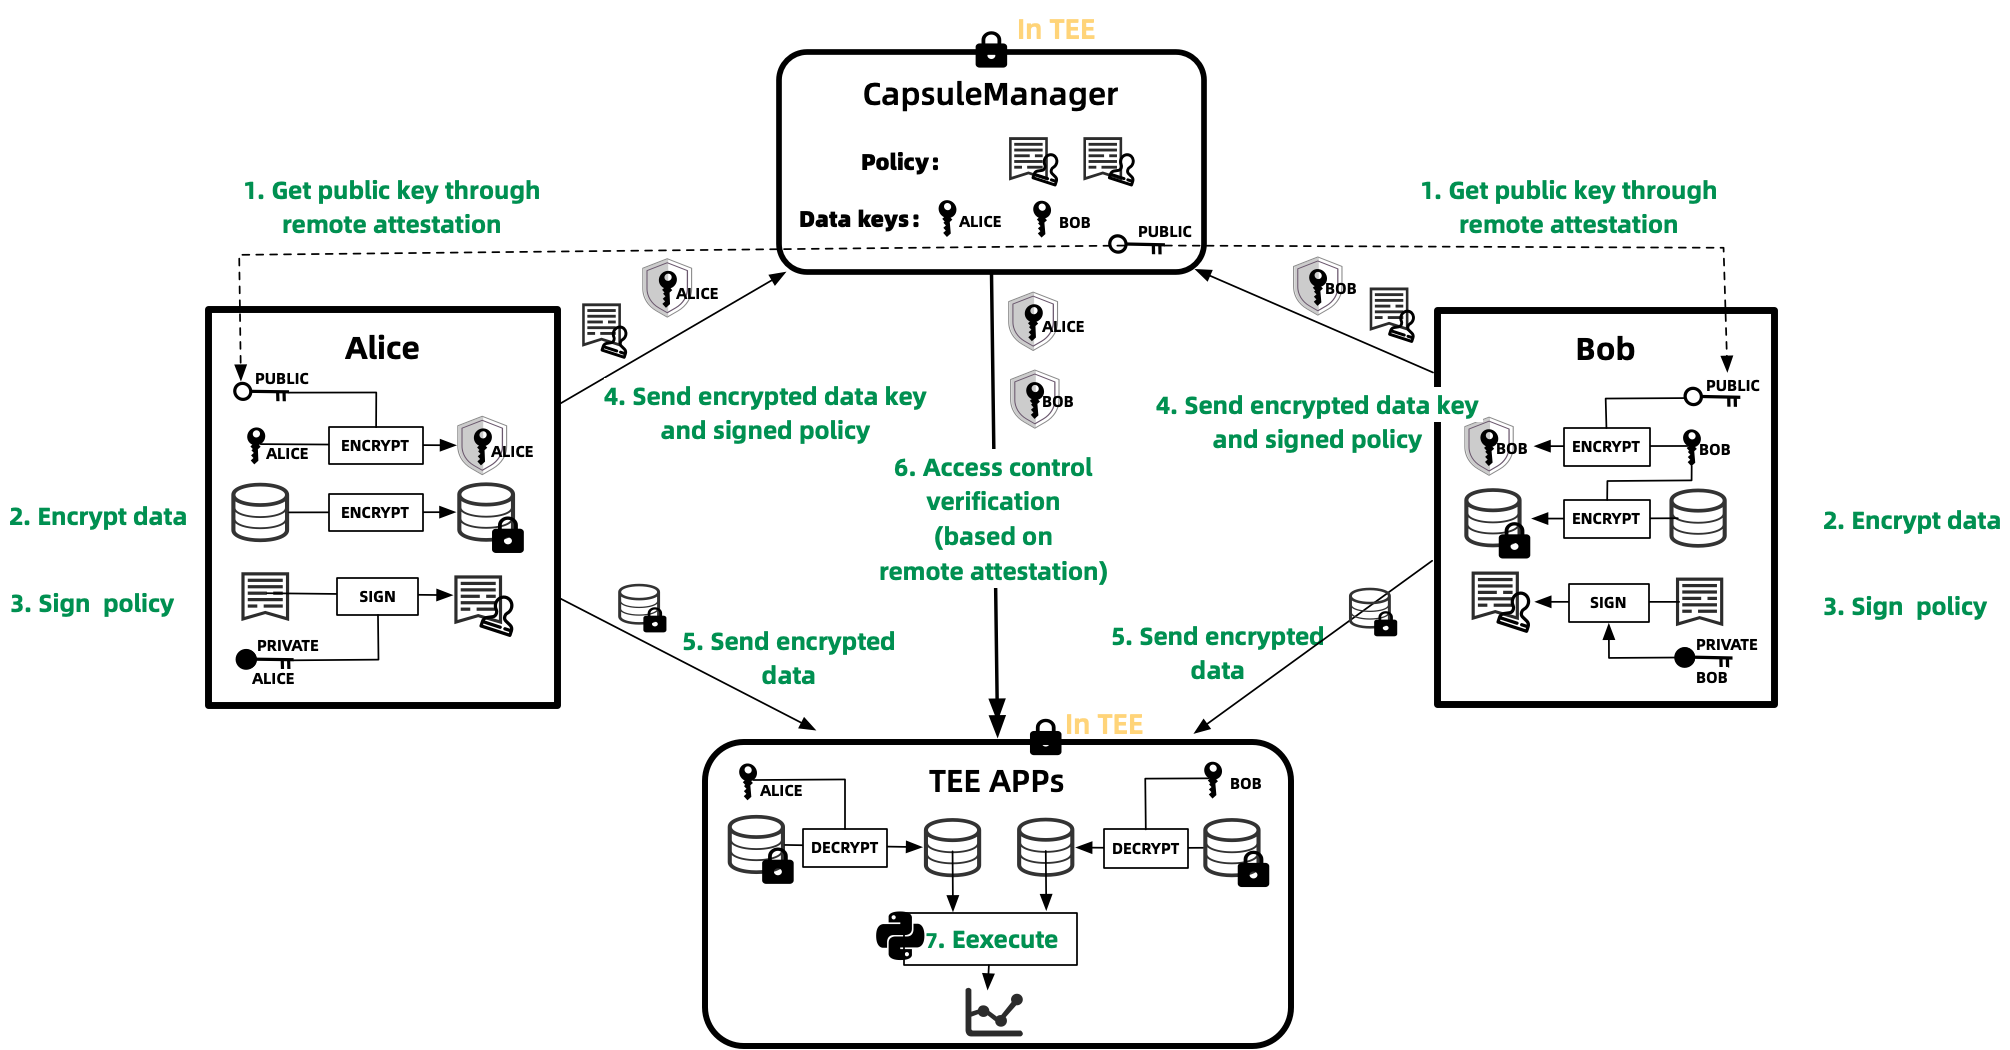 In TEE
CapsuleManager
Policy:
Data keys:
ALICE
BOB
PUBLIC
1. Get public key through
remote attestation
1. Get public key through
remote attestation
ALICE
BOB
ALICE
BOB
Alice
PUBLIC
ALICE
ENCRYPT
ALICE
ENCRYPT
SIGN
PRIVATE
ALICE
2. Encrypt data
3. Sign  policy
4. Send encrypted data key
and signed policy
4. Send encrypted data key
and signed policy
Bob
PUBLIC
BOB
ENCRYPT
BOB
ENCRYPT
SIGN
PRIVATE
BOB
2. Encrypt data
3. Sign  policy
6. Access control
verification
(based on
remote attestation)
5. Send encrypted
data
5. Send encrypted
data
In TEE
TEE APPs
ALICE
BOB
DECRYPT
DECRYPT
7. Eexecute